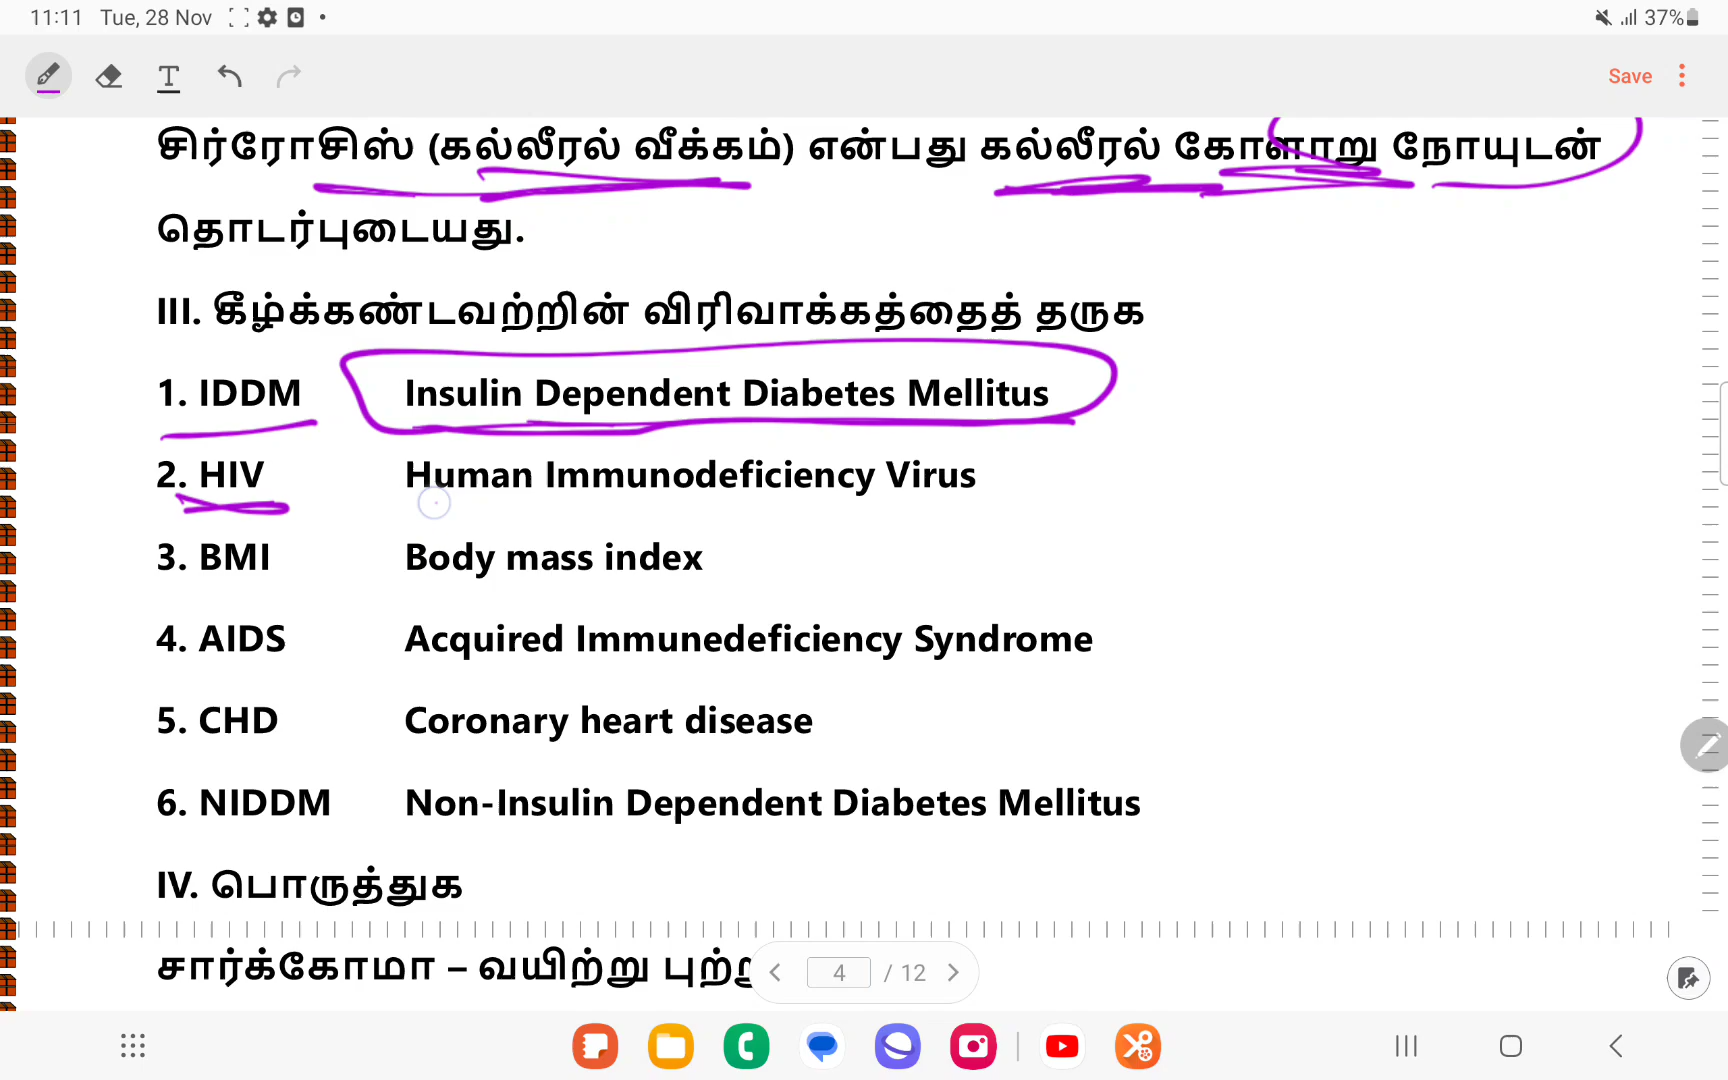 11:11 Tue, 28 Nov
37%
Save
சிர்ரோசிஸ் (கல்லீரல் வீக்கம்) என்பது கல்லீரல் கோளாறு நோயுடன்
தொடர்புடையது.
III. கீழ்க்கண்டவற்றின் விரிவாக்கத்தைத் தருக
1. IDDM Insulin Dependent Diabetes Mellitus
2. HIV Human Immunodeficiency Virus
3. BMI Body mass index
4. AIDS Acquired Immunedeficiency Syndrome
5. CHD Coronary heart disease
6. NIDDM Non-Insulin Dependent Diabetes Mellitus
IV. பொருத்துக
சார்க்கோமா – வயிற்று
4 / 12